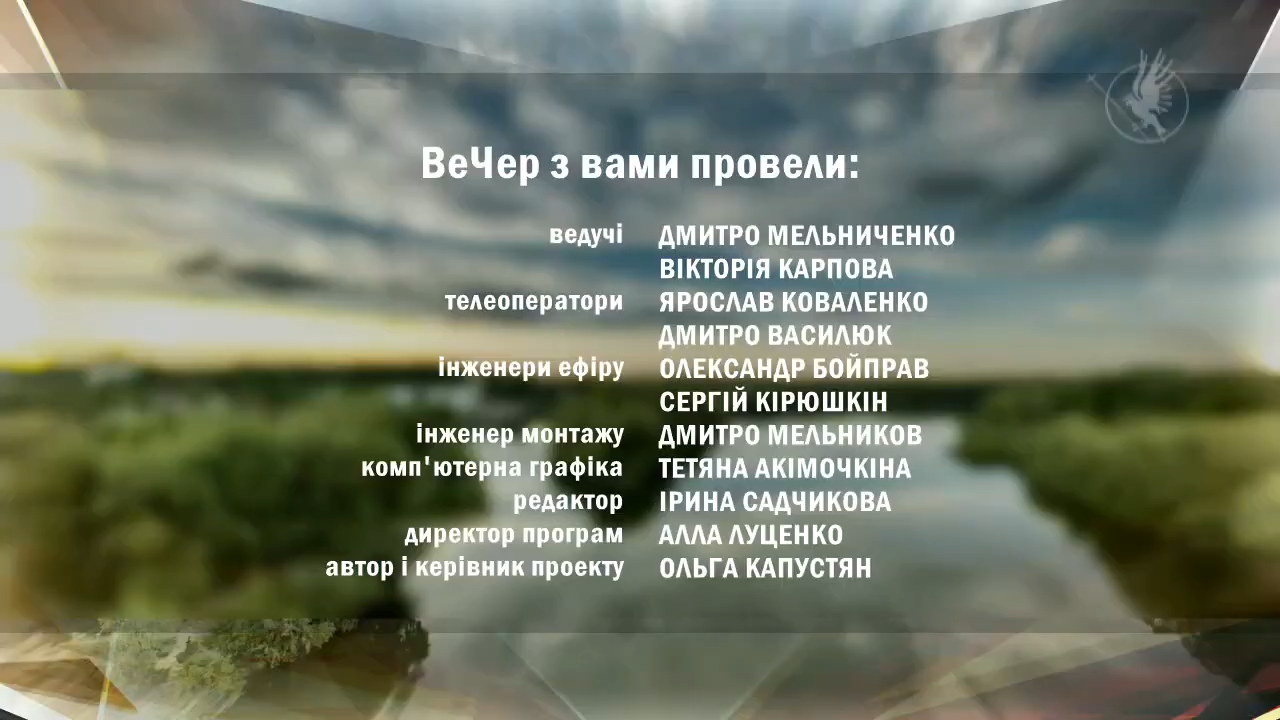 ВеЧер з вами провели:
ведучі ДМИТРО МЕЛЬНИЧЕНКО
ВІКТОРІЯ КАРПОВА
телеоператори ЯРОСЛАВ КОВАЛЕНКО
ДМИТРО ВАСИЛЮК
інженери ефіру ОЛЕКСАНДР БОЙПРАВ
СЕРГІЙ КІРЮШКІН
інженер монтажу ДМИТРО МЕЛЬНИКОВ
комп'ютерна графіка ТЕТЯНА АКІМОЧКІНА
редактор ІРИНА САДЧИКОВА
директор програм АЛЛА ЛУЦЕНКО
автор і керівник проекту ОЛЬГА КАПУСТЯН